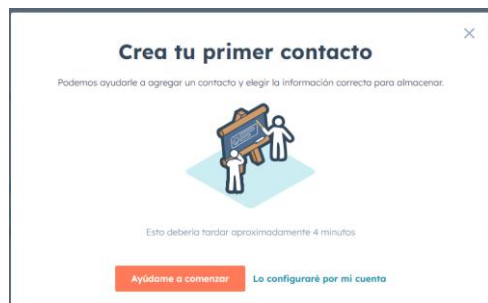 Crea tu primer contacto
Podemos ayudarle a agregar un contacto y elegir la información correcta para almacenar.
Esto debería tardar aproximadamente 4 minutos
Ayúdame a comenzar
Lo configuraré por mi cuenta